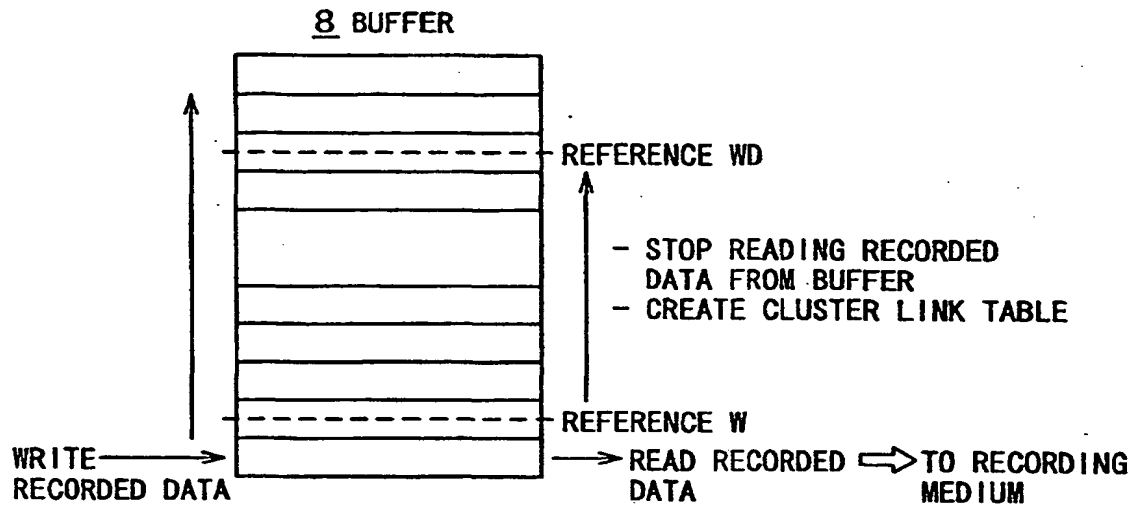 8 BUFFER
REFERENCE WD
- STOP READING RECORDED
DATA FROM BUFFER
- CREATE CLUSTER LINK TABLE
REFERENCE W
WRITE
RECORDED DATA
READ RECORDED
DATA
TO RECORDING
MEDIUM